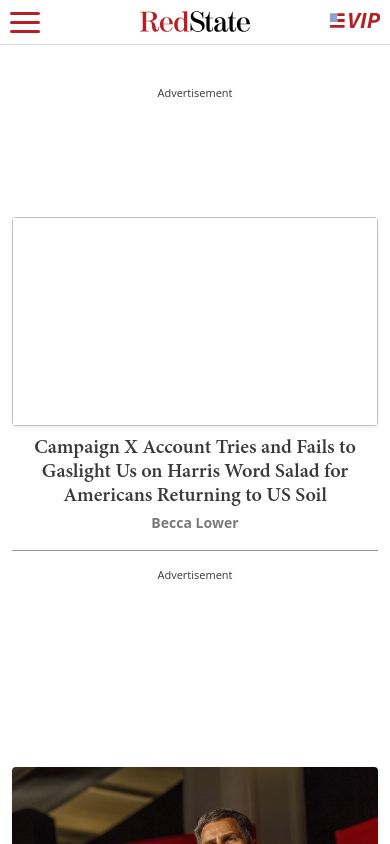 RedState
VIP
Advertisement
Campaign X Account Tries and Fails to
Gaslight Us on Harris Word Salad for
Americans Returning to US Soil
Becca Lower
Advertisement